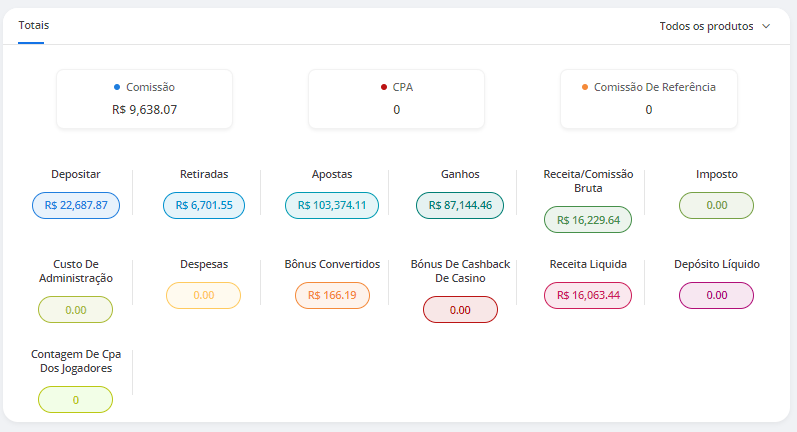 Totais
Todos os produtos
Comissão
R$ 9,638.07
CPA
0
Comissão De Referência
0
Depositar
R$ 22,687.87
Retiradas
R$ 6,701.55
Apostas
R$ 103,374.11
Ganhos
R$ 87,144.46
Receita/Comissão
Bruta
R$ 16,229.64
Imposto
0.00
Custo De
Administração
0.00
Despesas
0.00
Bônus Convertidos
R$ 166.19
Bónus De Cashback
De Casino
0.00
Receita Liquida
R$ 16,063.44
Depósito Líquido
0.00
Contagem De Cpa
Dos Jogadores
0